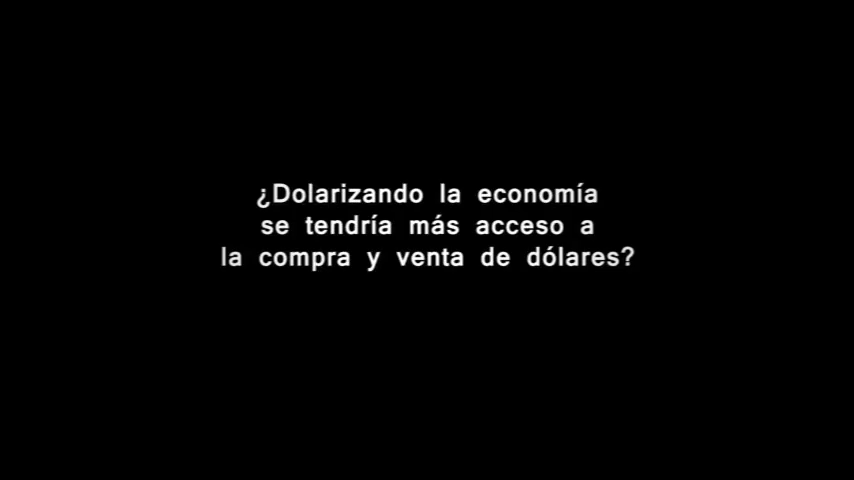 ¿Dolarizando la economía
se tendría más acceso a
la compra y venta de dólares?